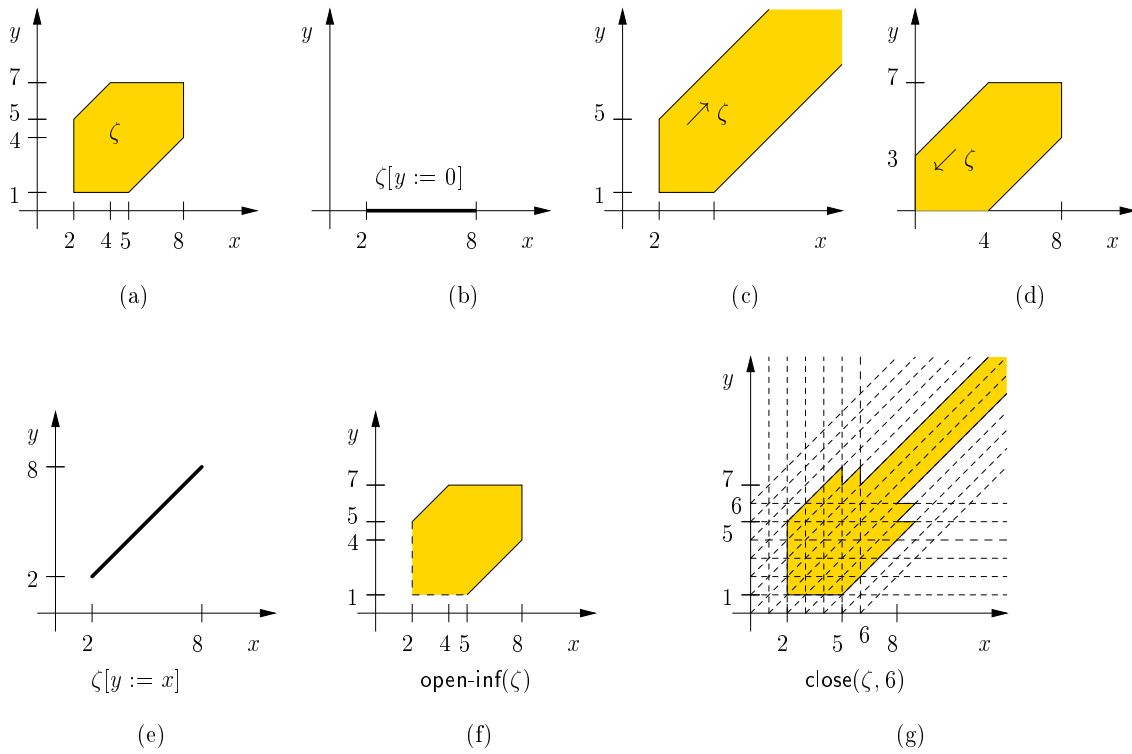 y
7
5
4
1
ζ
2 4 5 8 x
(a)
y
ζ[y := 0]
2 8 x
(b)
y
5
1
↗ ζ
2 x
(c)
y
7
3
↙ ζ
4 8 x
(d)
y
8
2
2 8 x
ζ[y := x]
(e)
y
7
5
4
1
2 4 5 8 x
open-inf(ζ)
(f)
y
7
6
5
1
2 5 6 8 x
close(ζ, 6)
(g)